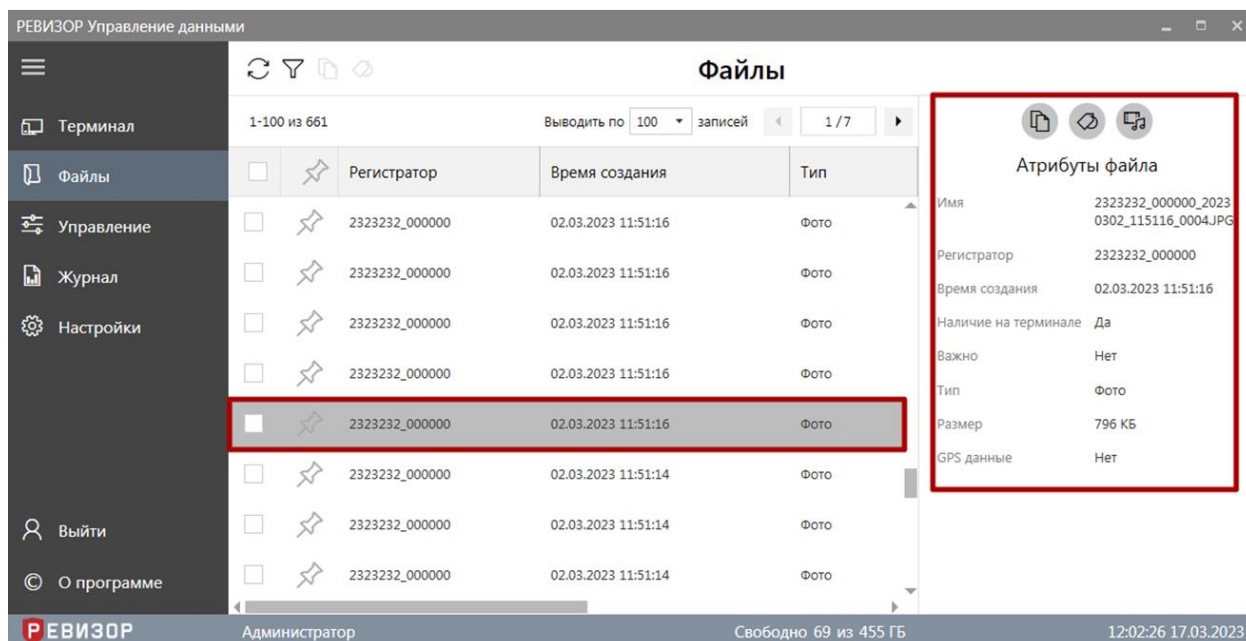 РЕВИЗОР Управление данными
Файлы
Терминал
Файлы
Управление
Журнал
Настройки
Выйти
О программе
1-100 из 661
Выводить по 100 записей
1 / 7
Регистратор Время создания Тип
2323232_000000 02.03.2023 11:51:16 Фото
2323232_000000 02.03.2023 11:51:16 Фото
2323232_000000 02.03.2023 11:51:16 Фото
2323232_000000 02.03.2023 11:51:16 Фото
2323232_000000 02.03.2023 11:51:16 Фото
2323232_000000 02.03.2023 11:51:14 Фото
2323232_000000 02.03.2023 11:51:14 Фото
2323232_000000 02.03.2023 11:51:14 Фото
Атрибуты файла
Имя 2323232_000000_2023
0302_115116_0004.JPG
Регистратор 2323232_000000
Время создания 02.03.2023 11:51:16
Наличие на терминале Да
Важно Нет
Тип Фото
Размер 796 КБ
GPS данные Нет
РЕВИЗОР Администратор Свободно 69 из 455 ГБ 12:02:26 17.03.2023